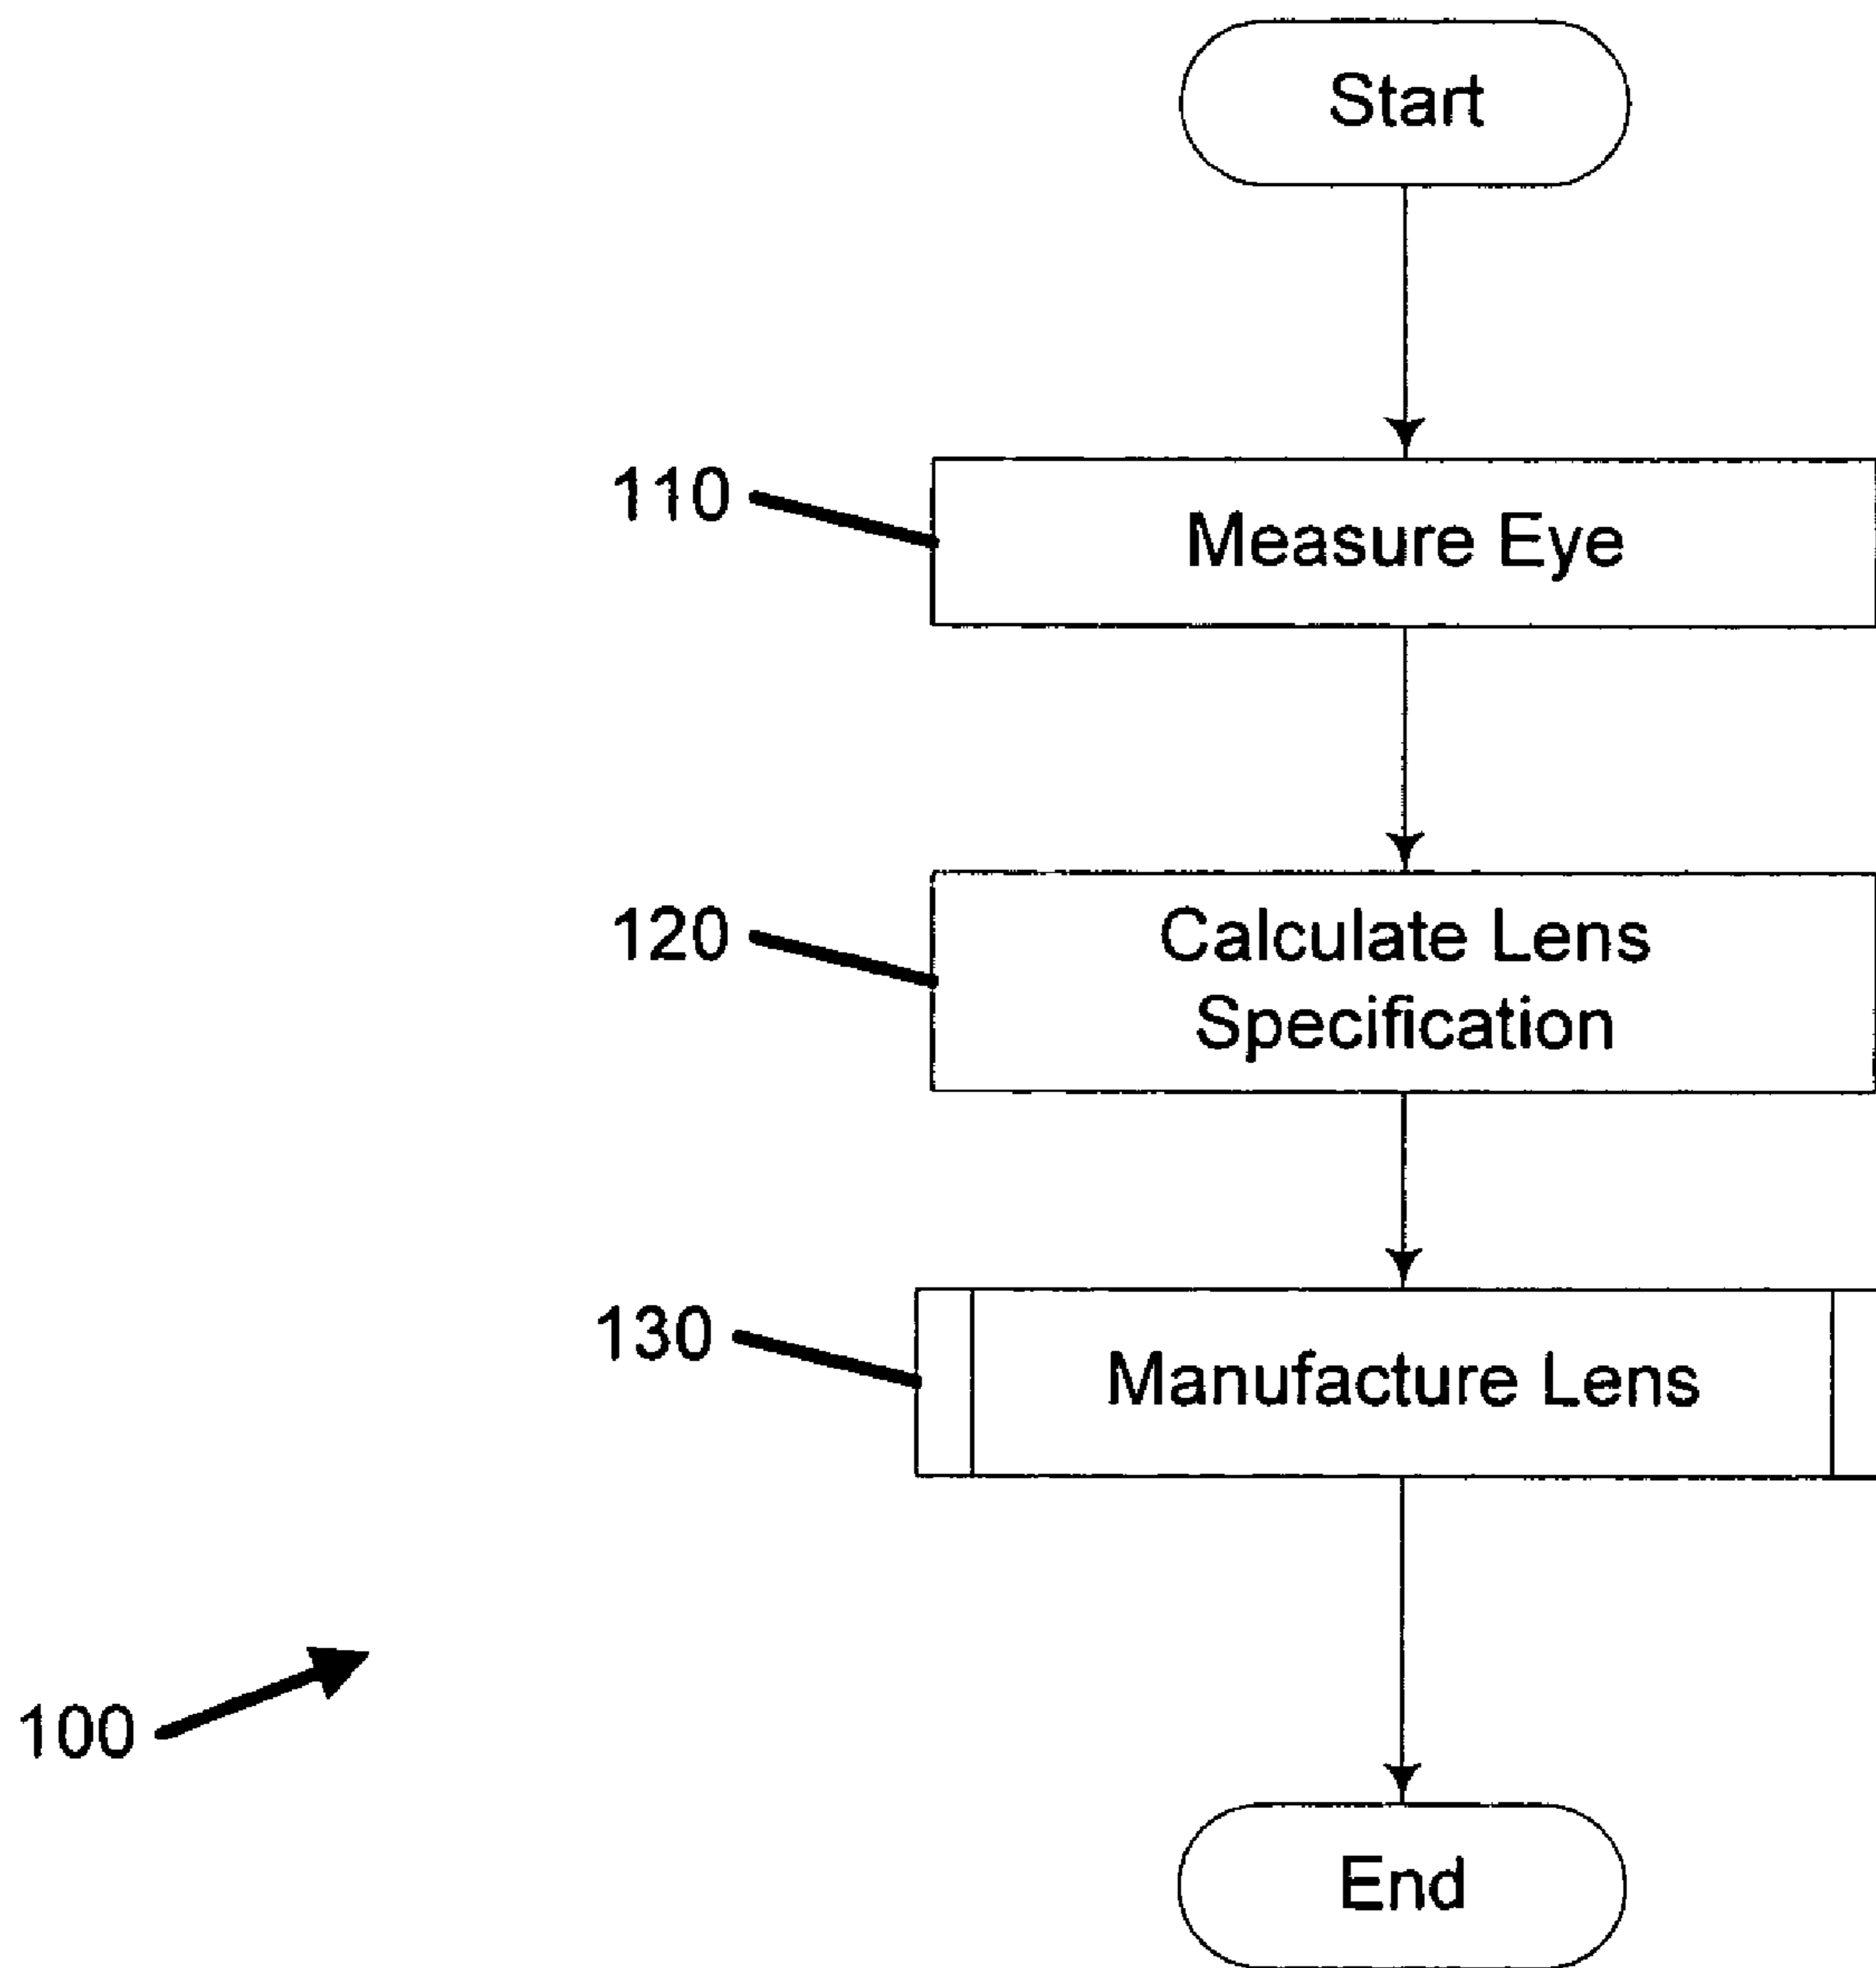 Start
110
Measure Eye
120
Calculate Lens
Specification
130
Manufacture Lens
100
End